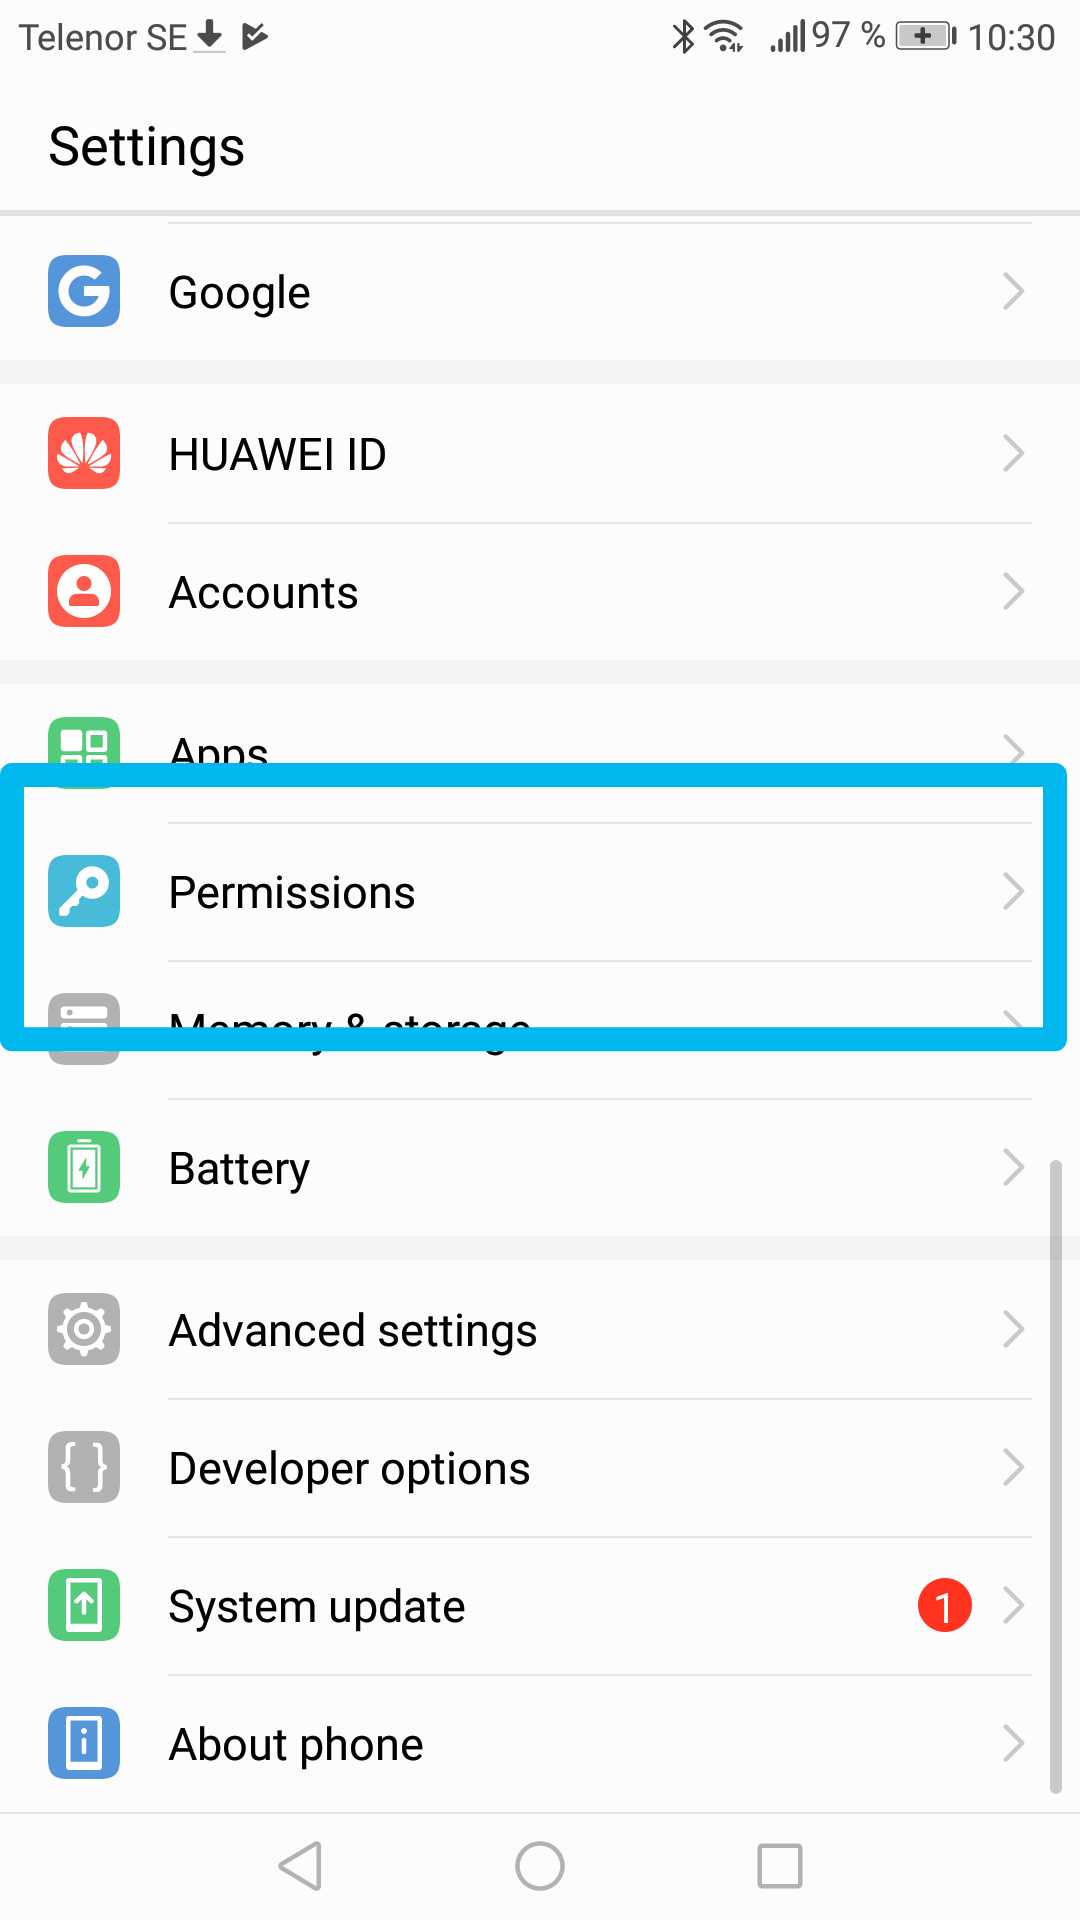 Telenor SE 97 % 10:30
Settings
Google
HUAWEI ID
Accounts
Apps
Permissions
Memory & storage
Battery
Advanced settings
Developer options
System update 1
About phone